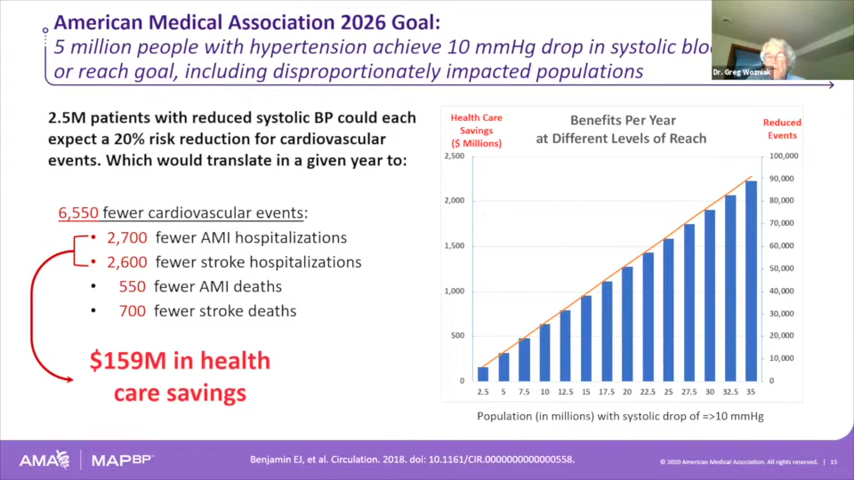 American Medical Association 2026 Goal:
5 million people with hypertension achieve 10 mmHg drop in systolic
or reach goal, including disproportionately impacted populations
Dr. Greg Wozniak
2.5M patients with reduced systolic BP could each
expect a 20% risk reduction for cardiovascular
events. Which would translate in a given year to:
6,550 fewer cardiovascular events:
• 2,700 fewer AMI hospitalizations
• 2,600 fewer stroke hospitalizations
• 550 fewer AMI deaths
• 700 fewer stroke deaths
$159M in health
care savings
Health Care
Savings
($ Millions)
Benefits Per Year
at Different Levels of Reach
Reduced
Events
2,500
2,000
1,500
1,000
500
0
100,000
90,000
80,000
70,000
60,000
50,000
40,000
30,000
20,000
10,000
0
2.5 5 7.5 10 12.5 15 17.5 20 22.5 25 27.5 30 32.5 35
Population (in millions) with systolic drop of =>10 mmHg
AMA MAP BP™
Benjamin EJ, et al. Circulation. 2018. doi: 10.1161/CIR.0000000000000558.
© 2020 American Medical Association. All rights reserved. | 15